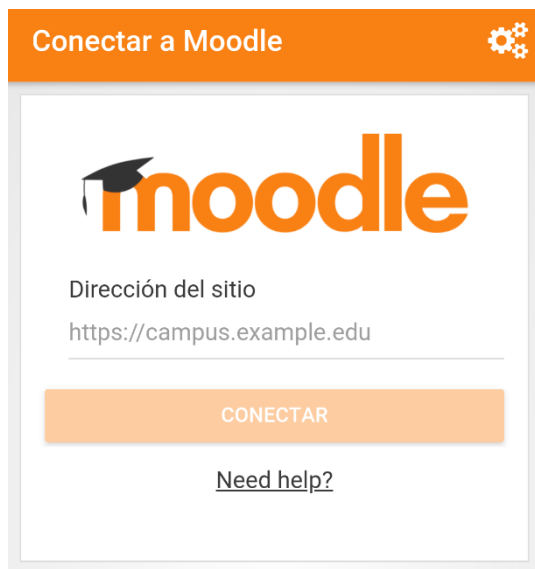 Conectar a Moodle
moodle
Dirección del sitio
https://campus.example.edu
CONECTAR
Need help?